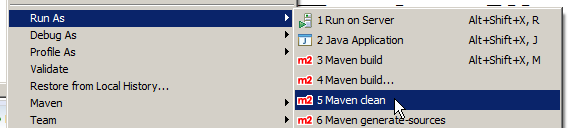 Run As
Debug As
Profile As
Validate
Restore from Local History...
Maven
Team
1 Run on Server Alt+Shift+X, R
2 Java Application Alt+Shift+X, J
m2 3 Maven build Alt+Shift+X, M
m2 4 Maven build...
m2 5 Maven clean
m2 6 Maven generate-sources